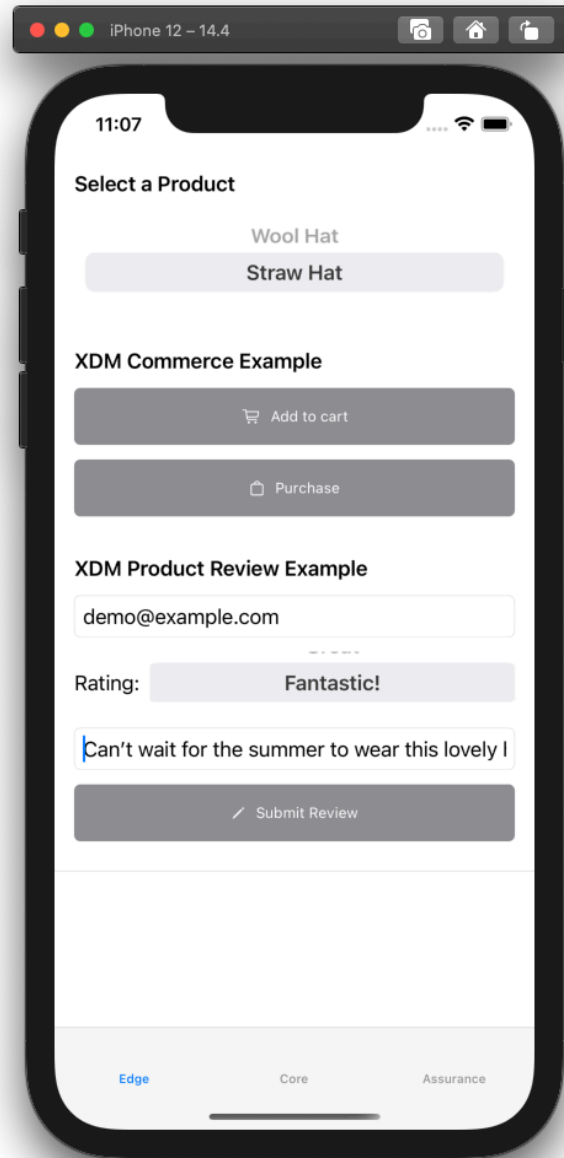 iPhone 12 – 14.4
11:07
Select a Product
Wool Hat
Straw Hat
XDM Commerce Example
Add to cart
Purchase
XDM Product Review Example
demo@example.com
Rating: Fantastic!
Can’t wait for the summer to wear this lovely
Submit Review
Edge Core Assurance